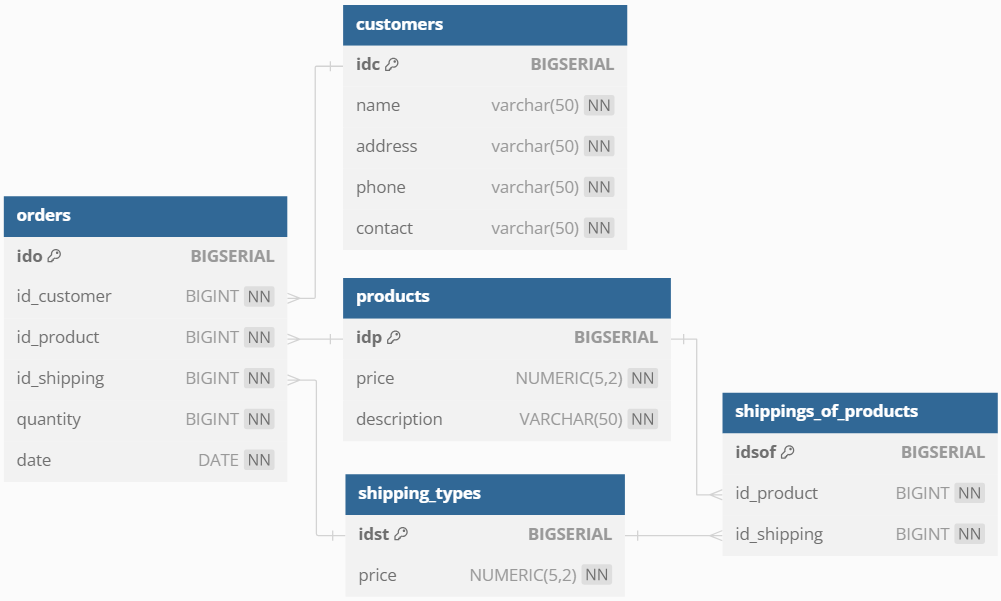 customers
idc BIGSERIAL
name varchar(50) NN
address varchar(50) NN
phone varchar(50) NN
contact varchar(50) NN
orders
ido BIGSERIAL
id_customer BIGINT NN
id_product BIGINT NN
id_shipping BIGINT NN
quantity BIGINT NN
date DATE NN
products
idp BIGSERIAL
price NUMERIC(5,2) NN
description VARCHAR(50) NN
shipping_types
idst BIGSERIAL
price NUMERIC(5,2) NN
shippings_of_products
idsof BIGSERIAL
id_product BIGINT NN
id_shipping BIGINT NN